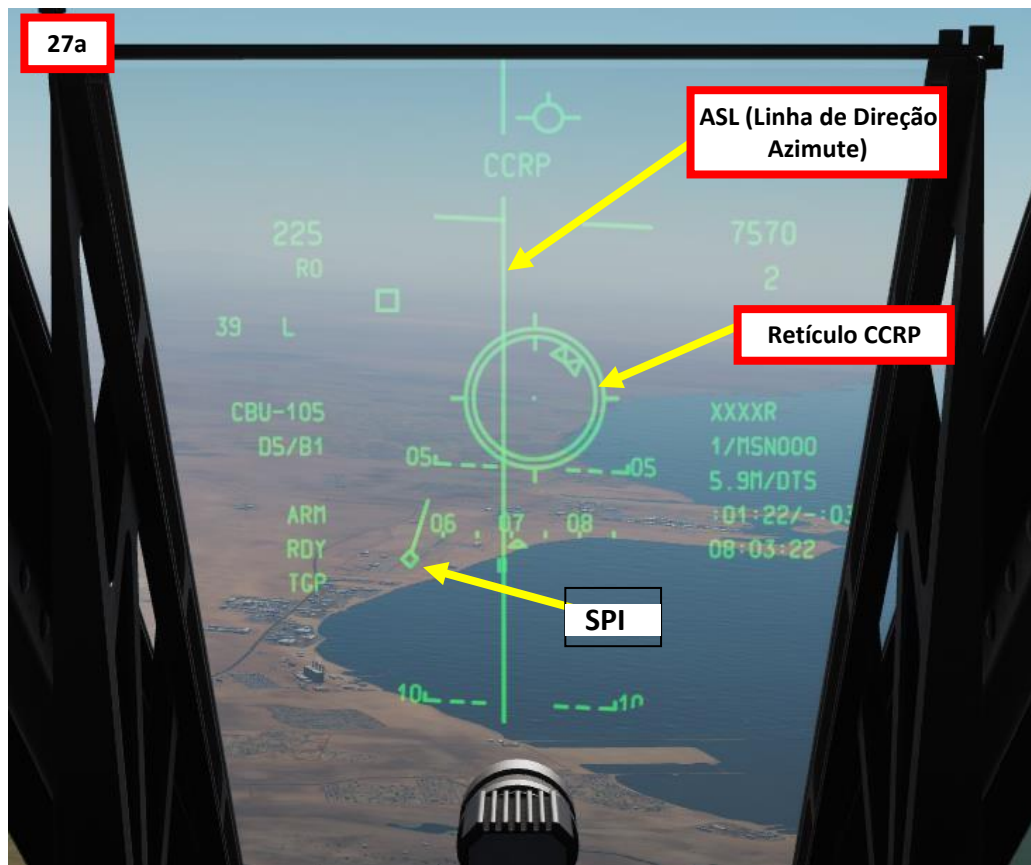 27a
ASL (Linha de Direção
Azimute)
CCRP
225
7570
R0
2
39 L
Retículo CCRP
CBU-105
XXXXR
D5/B1
1/MSN000
05 05
5.9M/DTS
ARM
06 07 08
:01:22/-:03
RDY
08:03:22
TGP
SPI
10 10